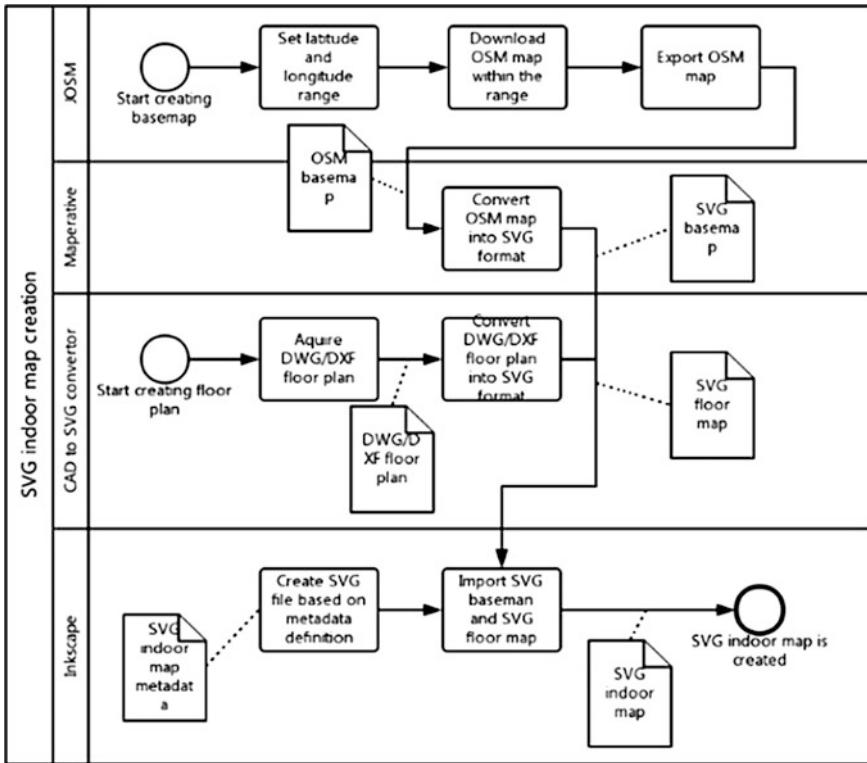 SVG indoor map creation
JOSM
Start creating
basemap
Set latitude
and
longitude
range
Download
OSM map
within the
range
Export OSM
map
OSM
basema
p
Maperative
Convert
OSM map
into SVG
format
SVG
basema
p
CAD to SVG convertor
Start creating floor
plan
Aquire
DWG/DXF
floor plan
DWG/D
XF floor
plan
Convert
DWG/DXF
floor plan
into SVG
format
SVG
floor
map
Inkscape
SVG
indoor
map
metadat
a
Create SVG
file based on
metadata
definition
Import SVG
baseman
and SVG
floor map
SVG
indoor
map
SVG indoor map is
created